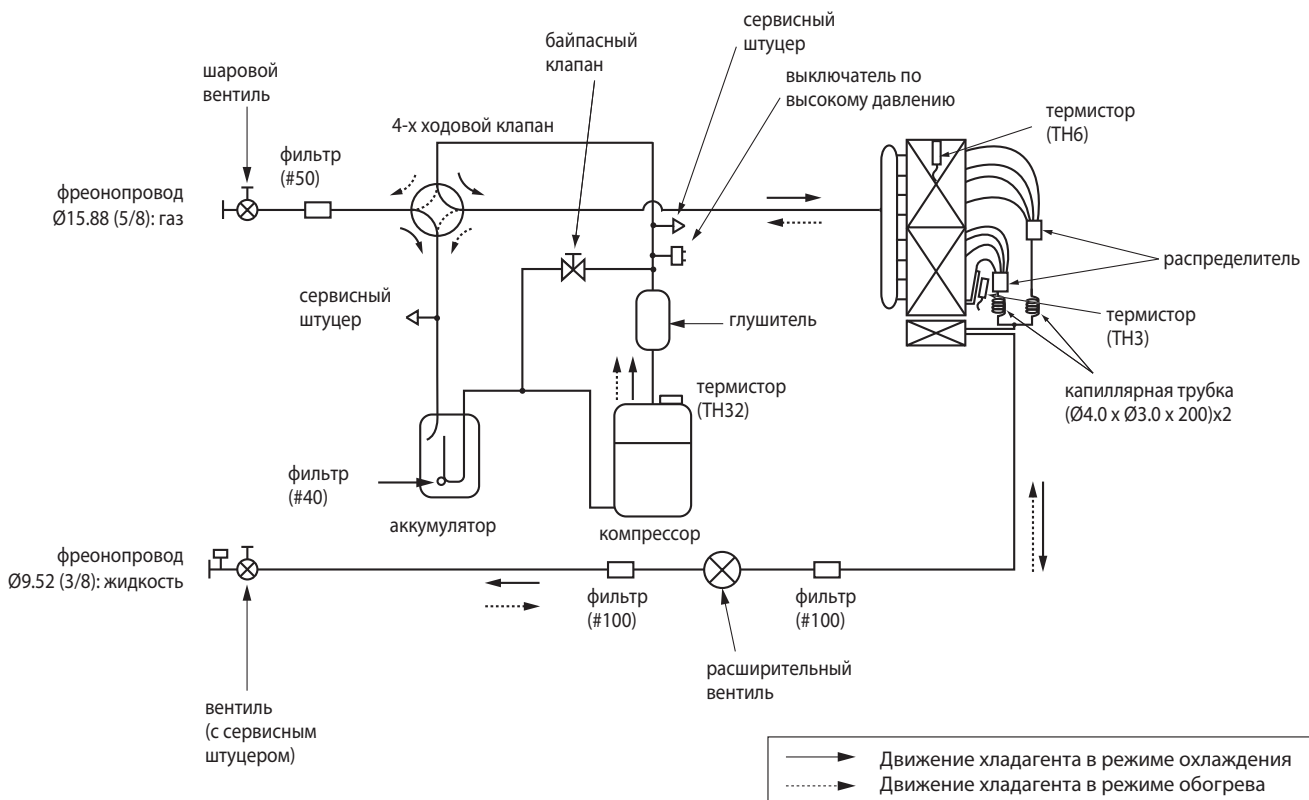 сервисный
штуцер
байпасный
клапан
шаровой
вентиль
выключатель по
высокому давлению
термистор
(TH6)
4-х ходовой клапан
фильтр
(#50)
фреонопровод
Ø15.88 (5/8): газ
распределитель
сервисный
штуцер
глушитель
термистор
(TH3)
термистор
(TH32)
капиллярная трубка
(Ø4.0 x Ø3.0 x 200)x2
фильтр
(#40)
аккумулятор
компрессор
фреонопровод
Ø9.52 (3/8): жидкость
фильтр
(#100)
фильтр
(#100)
расширительный
вентиль
вентиль
(с сервисным
штуцером)
Движение хладагента в режиме охлаждения
Движение хладагента в режиме обогрева